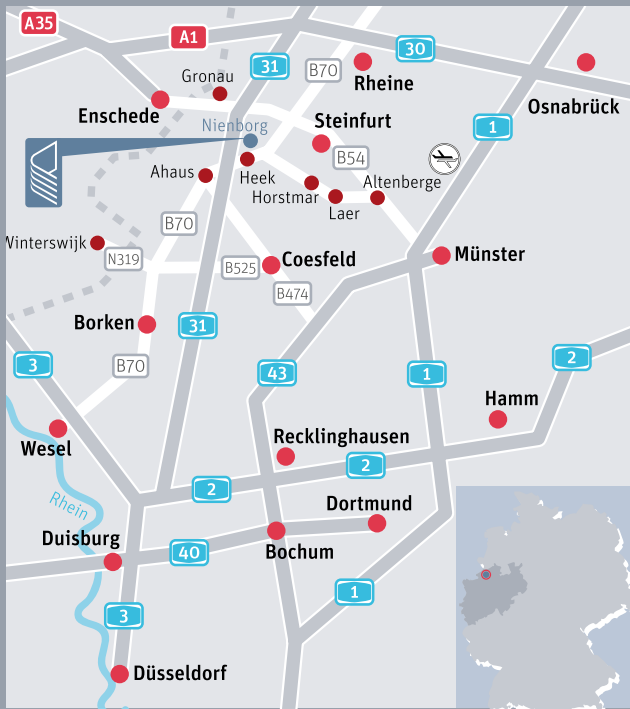 A35
A1
30
31
B70
Rheine
Gronau
Enschede
Osnabrück
1
Steinfurt
Nienborg
B54
Ahaus
Heek
Horstmar
Altenberge
Laer
B70
Winterswijk
N319
B525
Coesfeld
Münster
B474
Borken
31
3
B70
43
1
2
Hamm
Wesel
Recklinghausen
2
2
Rhein
Dortmund
Duisburg
40
Bochum
1
3
Düsseldorf